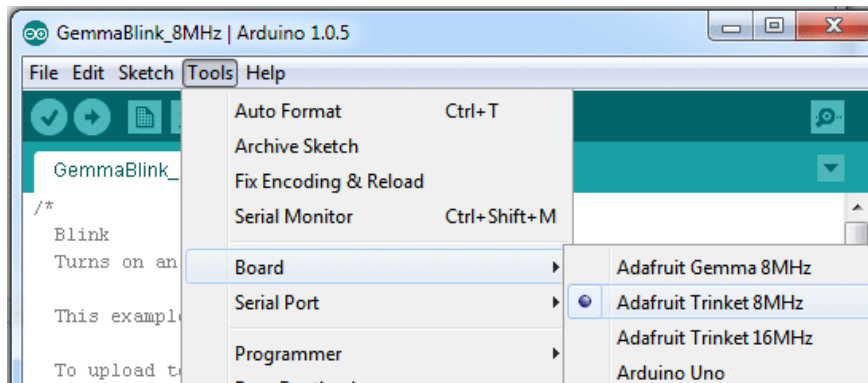 GemmaBlink_8MHz | Arduino 1.0.5
File Edit Sketch Tools Help
GemmaBlink_
/*
Blink
Turns on an
This example
To upload to
Auto Format Ctrl+T
Archive Sketch
Fix Encoding & Reload
Serial Monitor Ctrl+Shift+M
Board
Serial Port
Programmer
Adafruit Gemma 8MHz
Adafruit Trinket 8MHz
Adafruit Trinket 16MHz
Arduino Uno